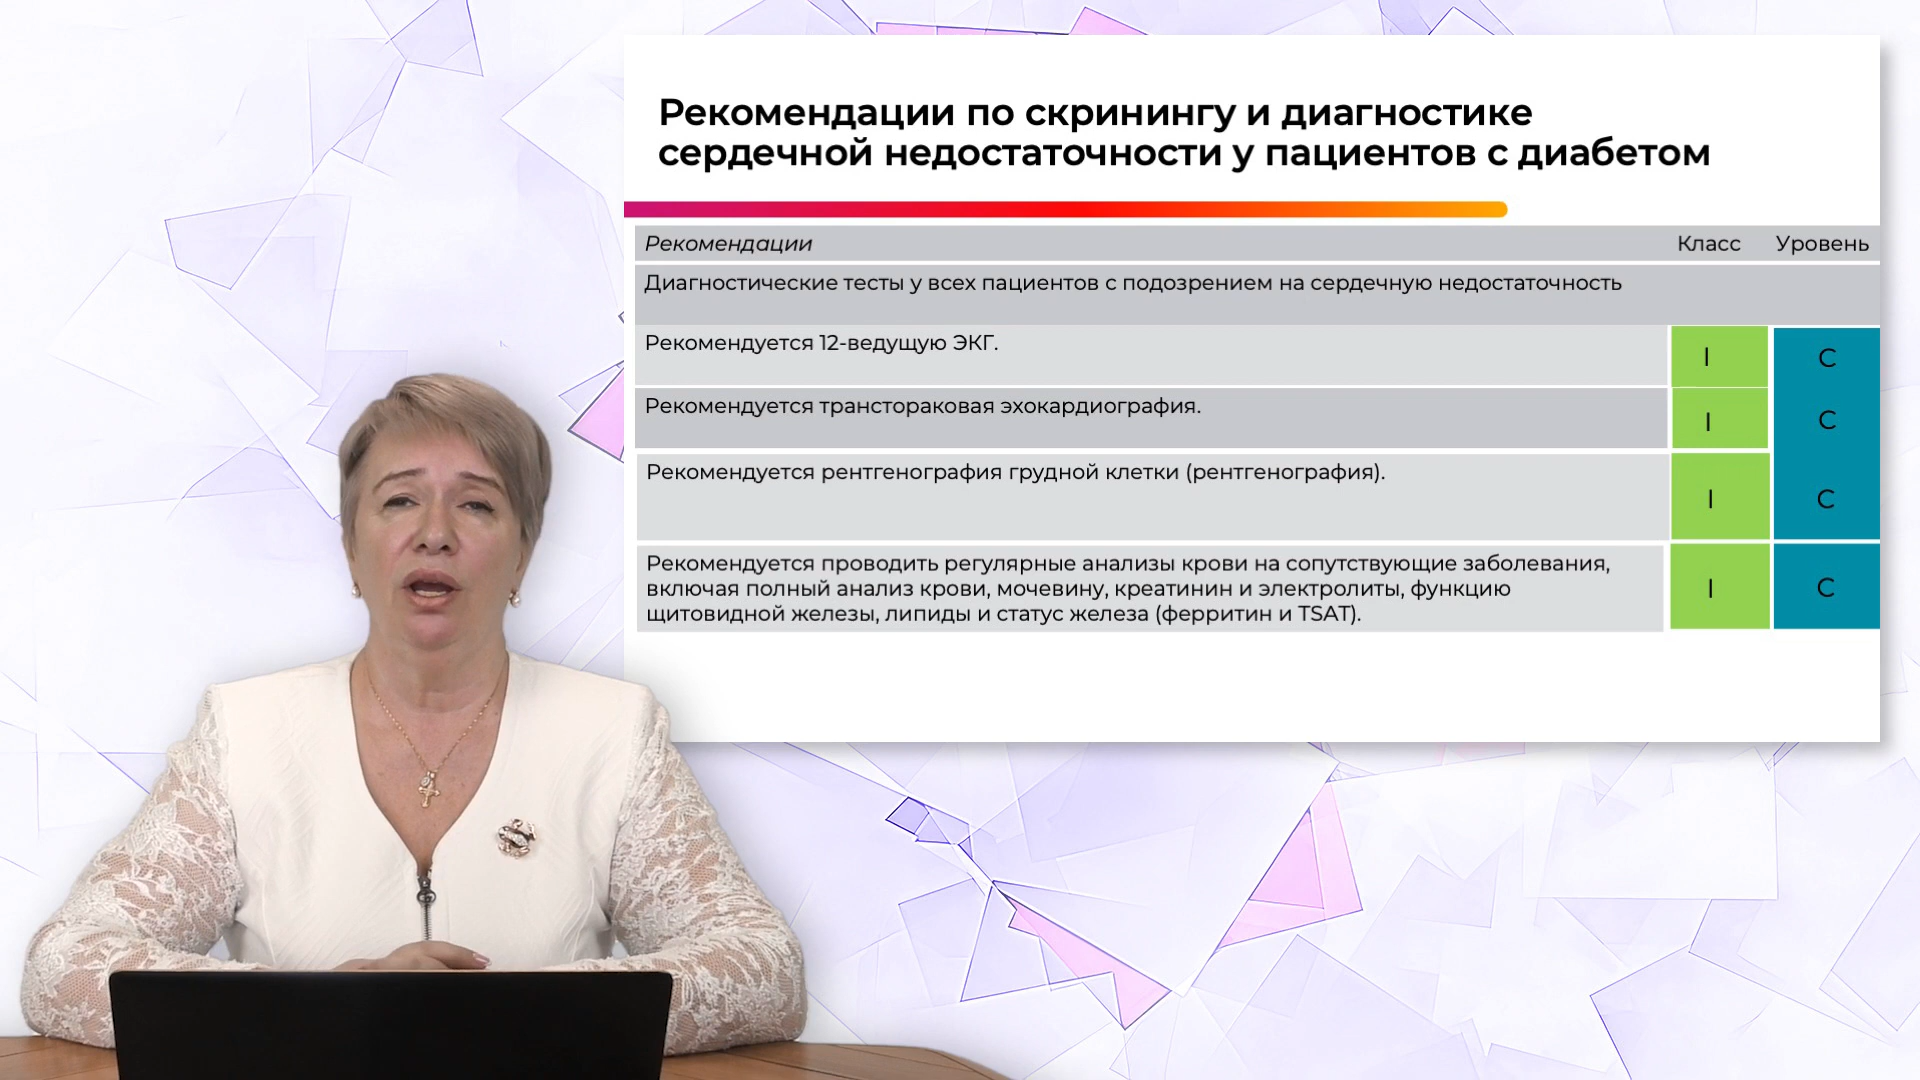 Рекомендации по скринингу и диагностике
сердечной недостаточности у пациентов с диабетом
Рекомендации Класс Уровень
Диагностические тесты у всех пациентов с подозрением на сердечную недостаточность
Рекомендуется 12-ведущую ЭКГ. I C
Рекомендуется трансторакальная эхокардиография. I C
Рекомендуется рентгенография грудной клетки (рентгенография). I C
Рекомендуется проводить регулярные анализы крови на сопутствующие заболевания,
включая полный анализ крови, мочевину, креатинин и электролиты, функцию
щитовидной железы, липиды и статус железа (ферритин и TSAT). I C